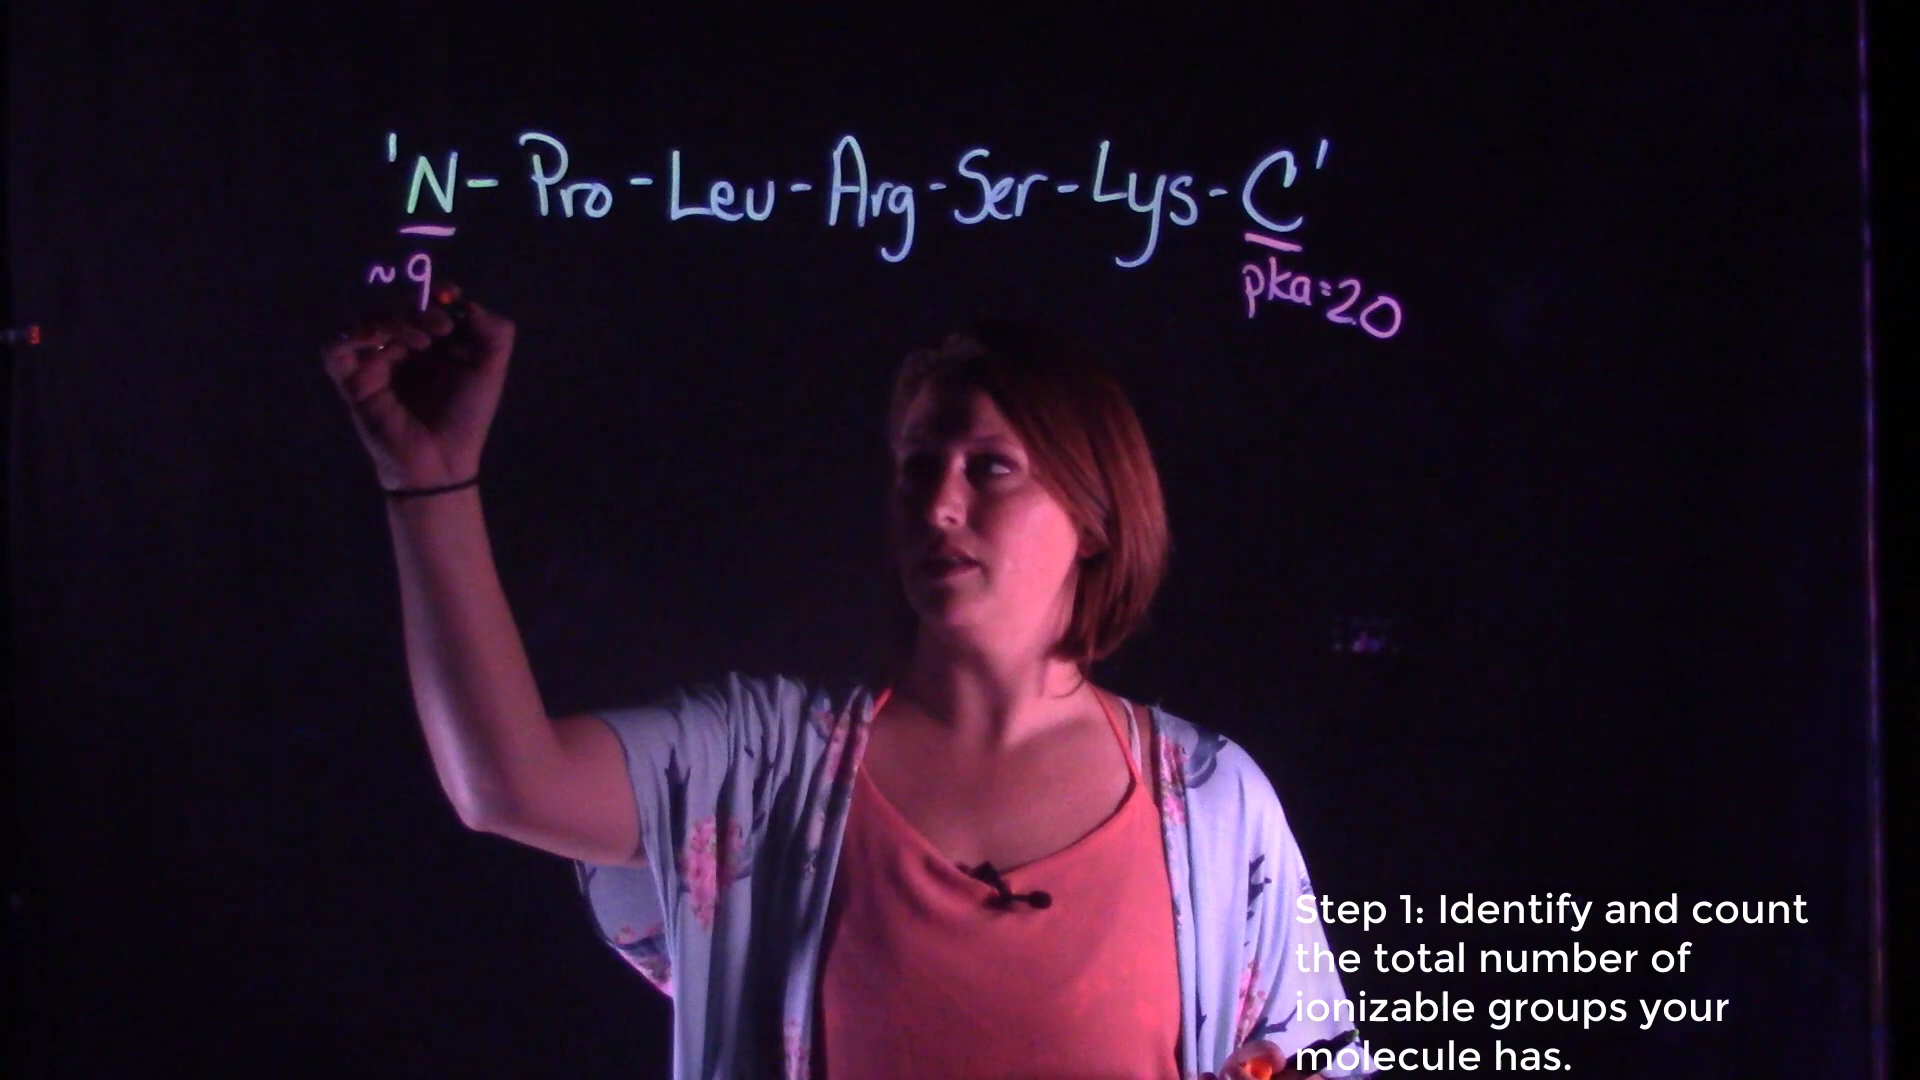 'N - Pro - Leu - Arg - Ser - Lys - C'
~9
pka=2.0
Step 1: Identify and count
the total number of
ionizable groups your
molecule has.